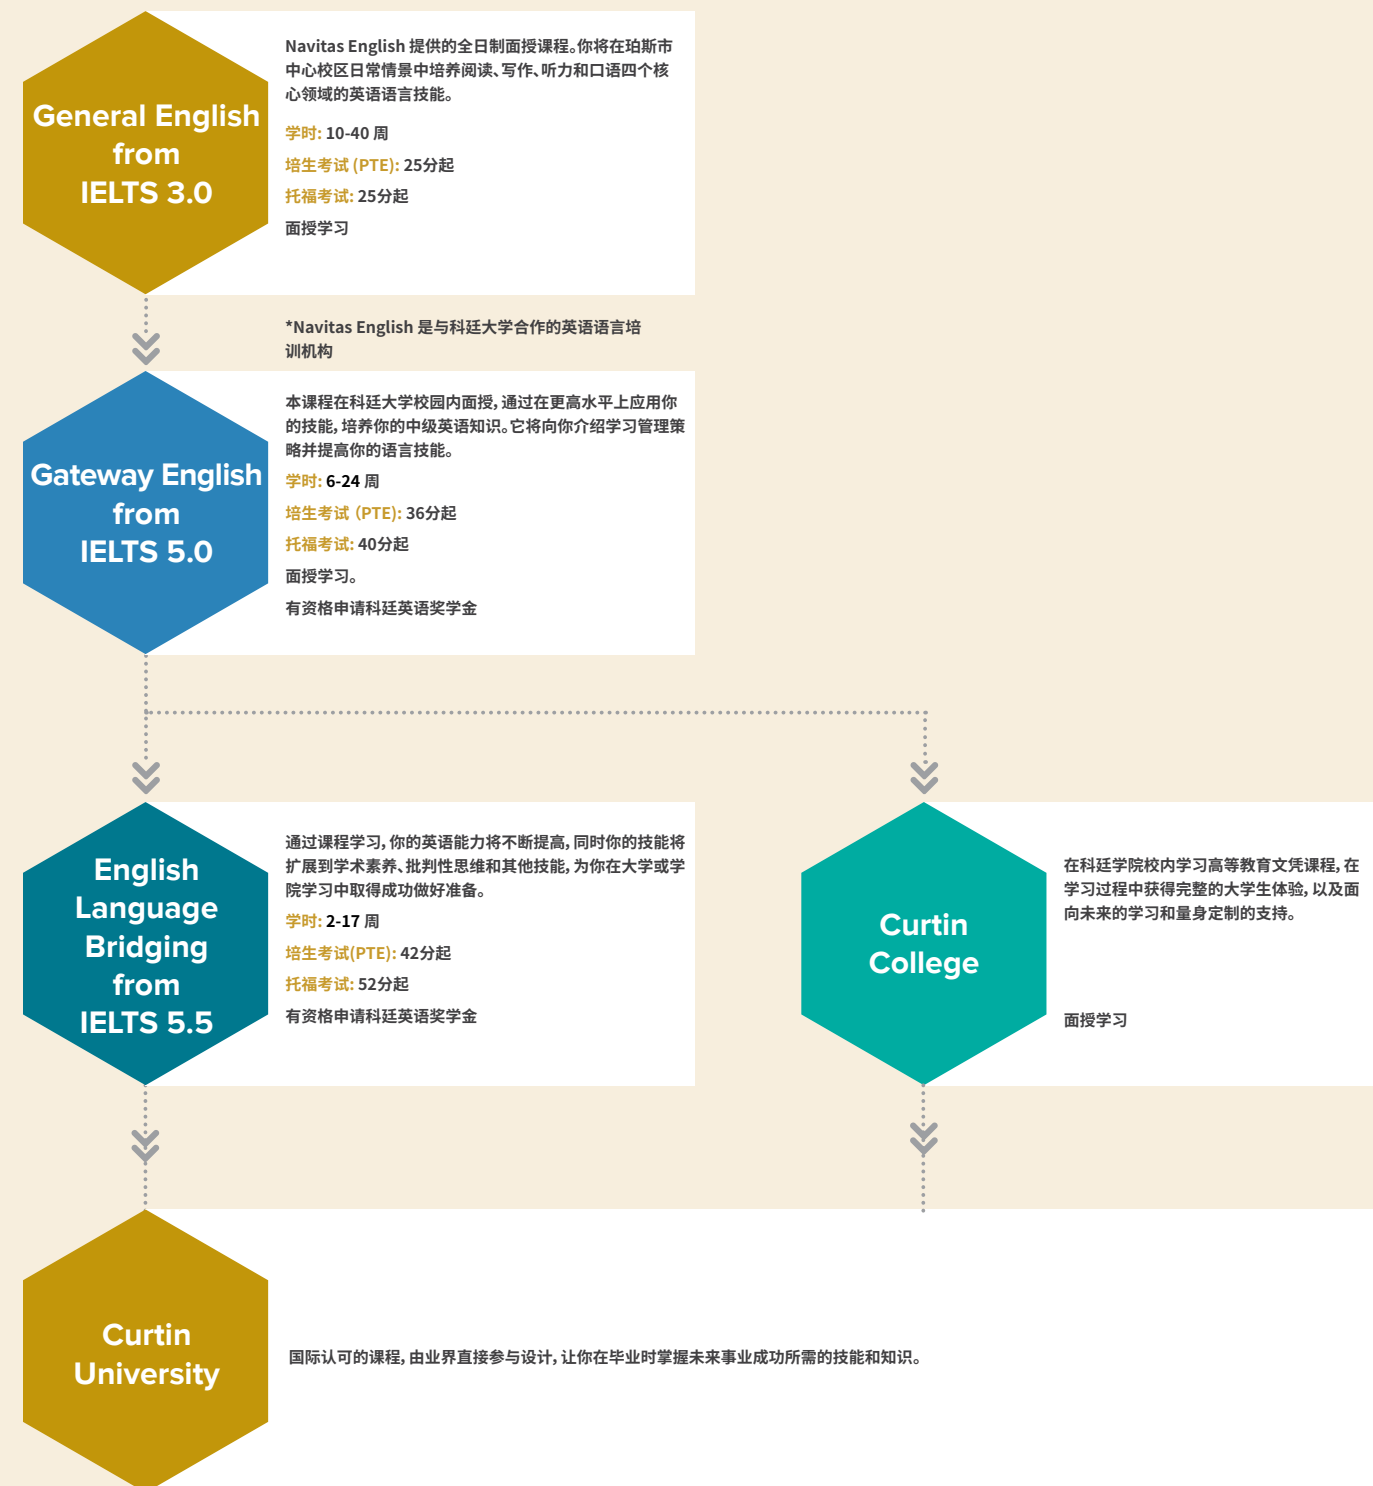 General English
from
IELTS 3.0
Navitas English 提供的全日制面授课程。你将在珀斯市
中心校区日常情景中培养阅读、写作、听力和口语四个核
心领域的英语语言技能。
学时: 10-40 周
培生考试 (PTE): 25分起
托福考试: 25分起
面授学习
*Navitas English 是与科廷大学合作的英语语言培
训机构
Gateway English
from
IELTS 5.0
本课程在科廷大学校园内面授，通过在更高水平上应用你
的技能，培养你的中级英语知识。它将向你介绍学习管理策
略并提高你的语言技能。
学时: 6-24 周
培生考试（PTE): 36分起
托福考试: 40分起
面授学习。
有资格申请科廷英语奖学金
English
Language
Bridging
from
IELTS 5.5
通过课程学习，你的英语能力将不断提高，同时你的技能将
扩展到学术素养、批判性思维和其他技能，为你在大学或学
院学习中取得成功做好准备。
学时: 2-17 周
培生考试(PTE): 42分起
托福考试: 52分起
有资格申请科廷英语奖学金
Curtin
College
在科廷学院校内学习高等教育文凭课程，在
学习过程中获得完整的大学生体验，以及面
向未来的学习和量身定制的支持。
面授学习
Curtin
University
国际认可的课程，由业界直接参与设计，让你在毕业时掌握未来事业成功所需的技能和知识。